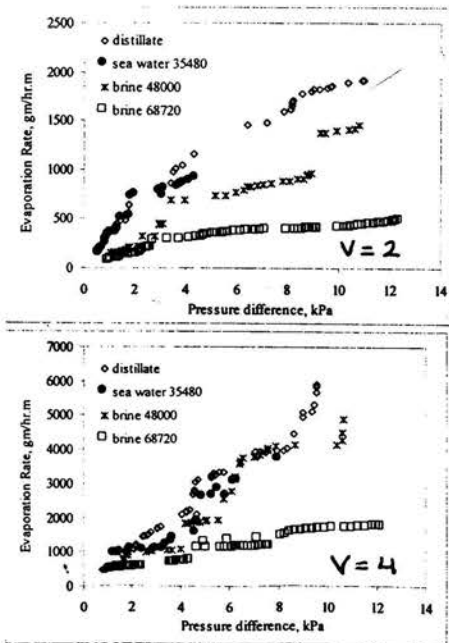 2500
2000
1500
1000
500
0
Evaporation Rate, gm/hr.m
distillate
sea water 35480
brine 48000
brine 68720
V = 2
0 2 4 6 8 10 12 14
Pressure difference, kPa
7000
6000
5000
4000
3000
2000
1000
0
Evaporation Rate, gm/hr.m
distillate
sea water 35480
brine 48000
brine 68720
V = 4
0 2 4 6 8 10 12 14
Pressure difference, kPa